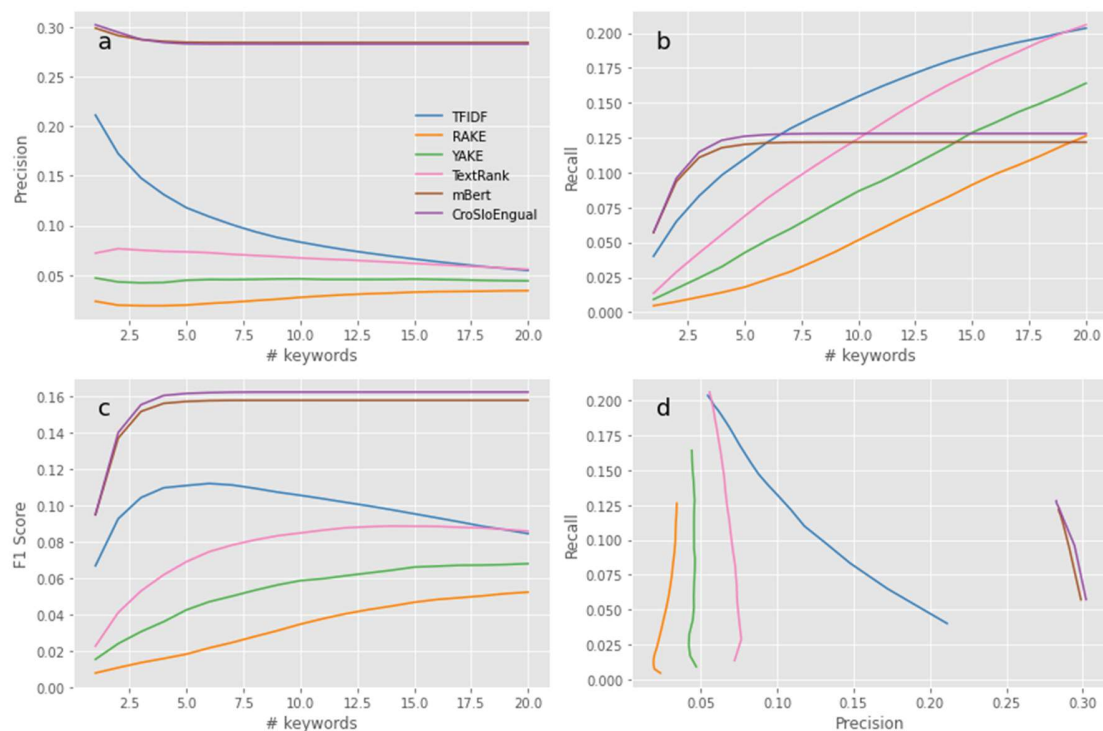 a
0.30
0.25
0.20
0.15
0.10
0.05
Precision
2.5 5.0 7.5 10.0 12.5 15.0 17.5 20.0
# keywords
TFIDF
RAKE
YAKE
TextRank
mBert
CroSloEngual
b
0.200
0.175
0.150
0.125
0.100
0.075
0.050
0.025
0.000
Recall
2.5 5.0 7.5 10.0 12.5 15.0 17.5 20.0
# keywords
c
0.16
0.14
0.12
0.10
0.08
0.06
0.04
0.02
0.00
F1 Score
2.5 5.0 7.5 10.0 12.5 15.0 17.5 20.0
# keywords
d
0.200
0.175
0.150
0.125
0.100
0.075
0.050
0.025
0.000
Recall
0.05 0.10 0.15 0.20 0.25 0.30
Precision